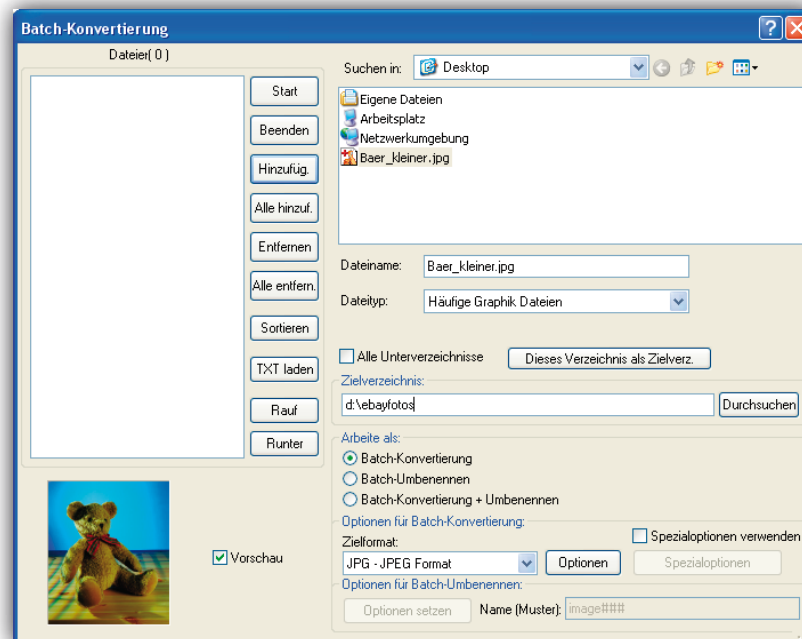 Batch-Konvertierung
Dateier( 0 )
Start
Beenden
Hinzufüg.
Alle hinzuf.
Entfernen
Alle entfern.
Sortieren
TXT laden
Rauf
Runter
Vorschau
Suchen in: Desktop
Eigene Dateien
Arbeitsplatz
Netzwerkumgebung
Baer_kleiner.jpg
Dateiname: Baer_kleiner.jpg
Dateityp: Häufige Graphik Dateien
Alle Unterverzeichnisse Dieses Verzeichnis als Zielverz.
Zielverzeichnis:
d:\ebayfotos Durchsuchen
Arbeite als:
Batch-Konvertierung
Batch-Umbenennen
Batch-Konvertierung + Umbenennen
Optionen für Batch-Konvertierung:
Spezialoptionen verwenden
Zielformat:
JPG - JPEG Format Optionen Spezialoptionen
Optionen für Batch-Umbenennen:
Optionen setzen Name (Muster): image###